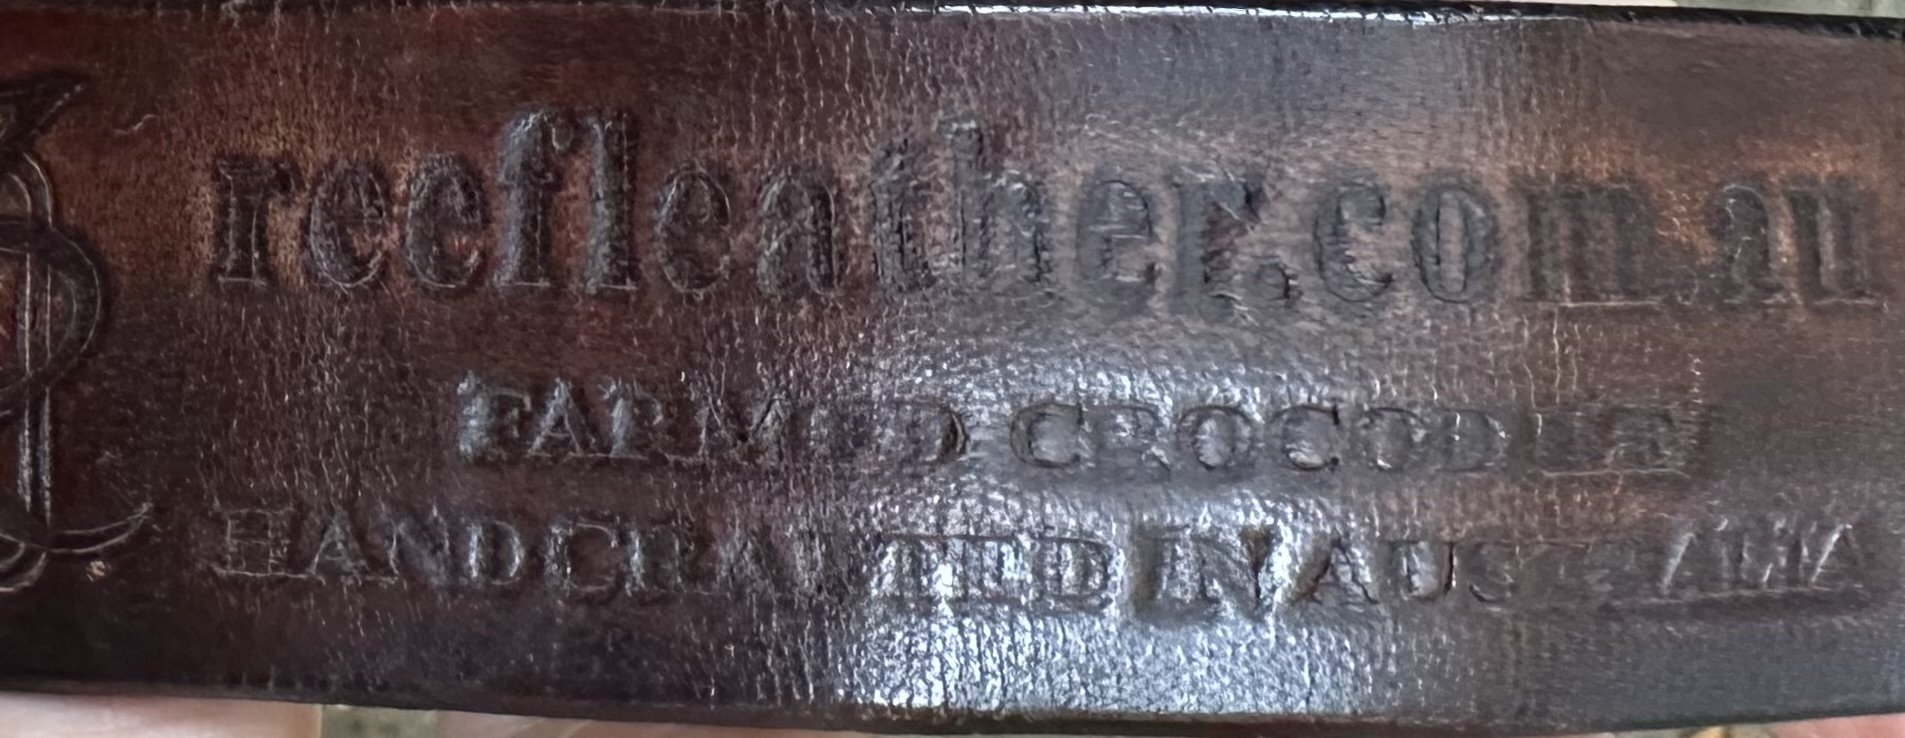 reefleather.com.au
FARMED CROCODILE
HANDCRAFTED IN AUSTRALIA